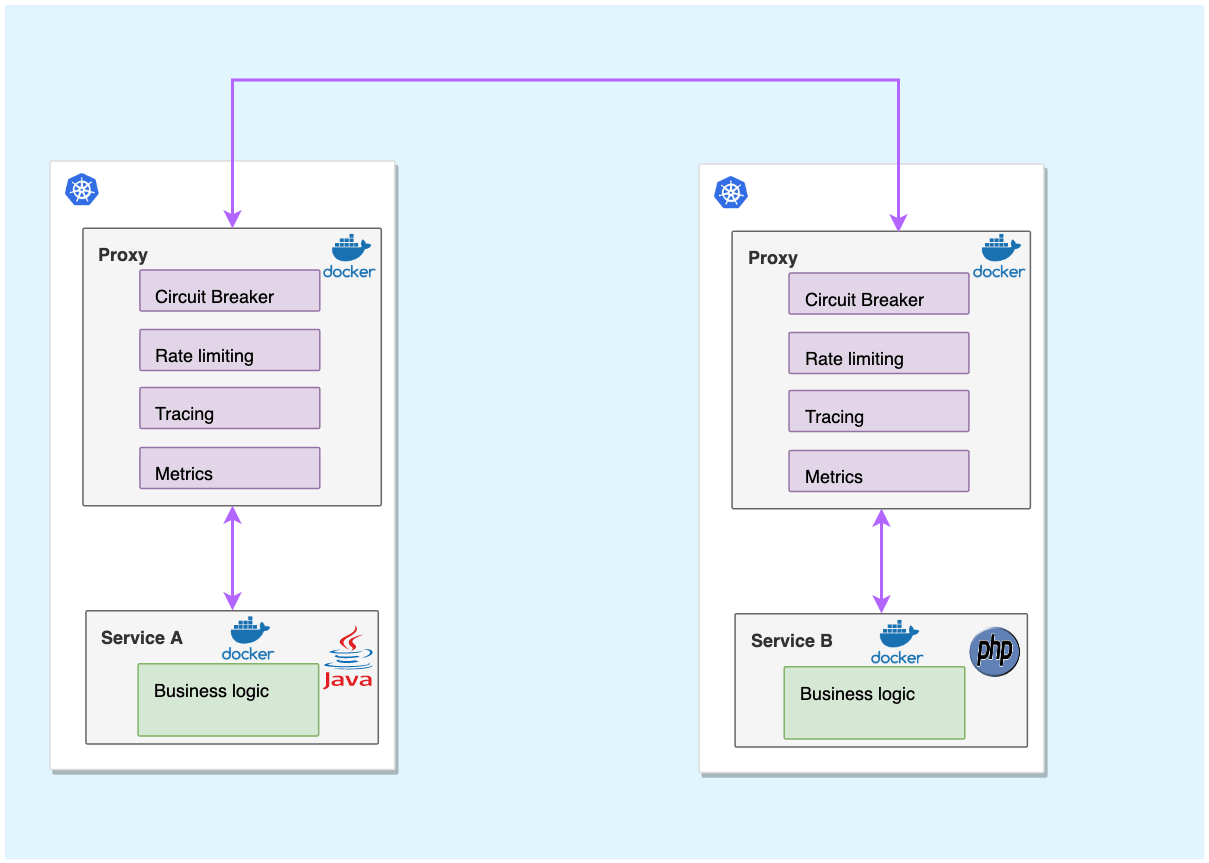 Proxy
docker
Circuit Breaker
Rate limiting
Tracing
Metrics
Service A
docker
Java
Business logic
Proxy
docker
Circuit Breaker
Rate limiting
Tracing
Metrics
Service B
docker
php
Business logic